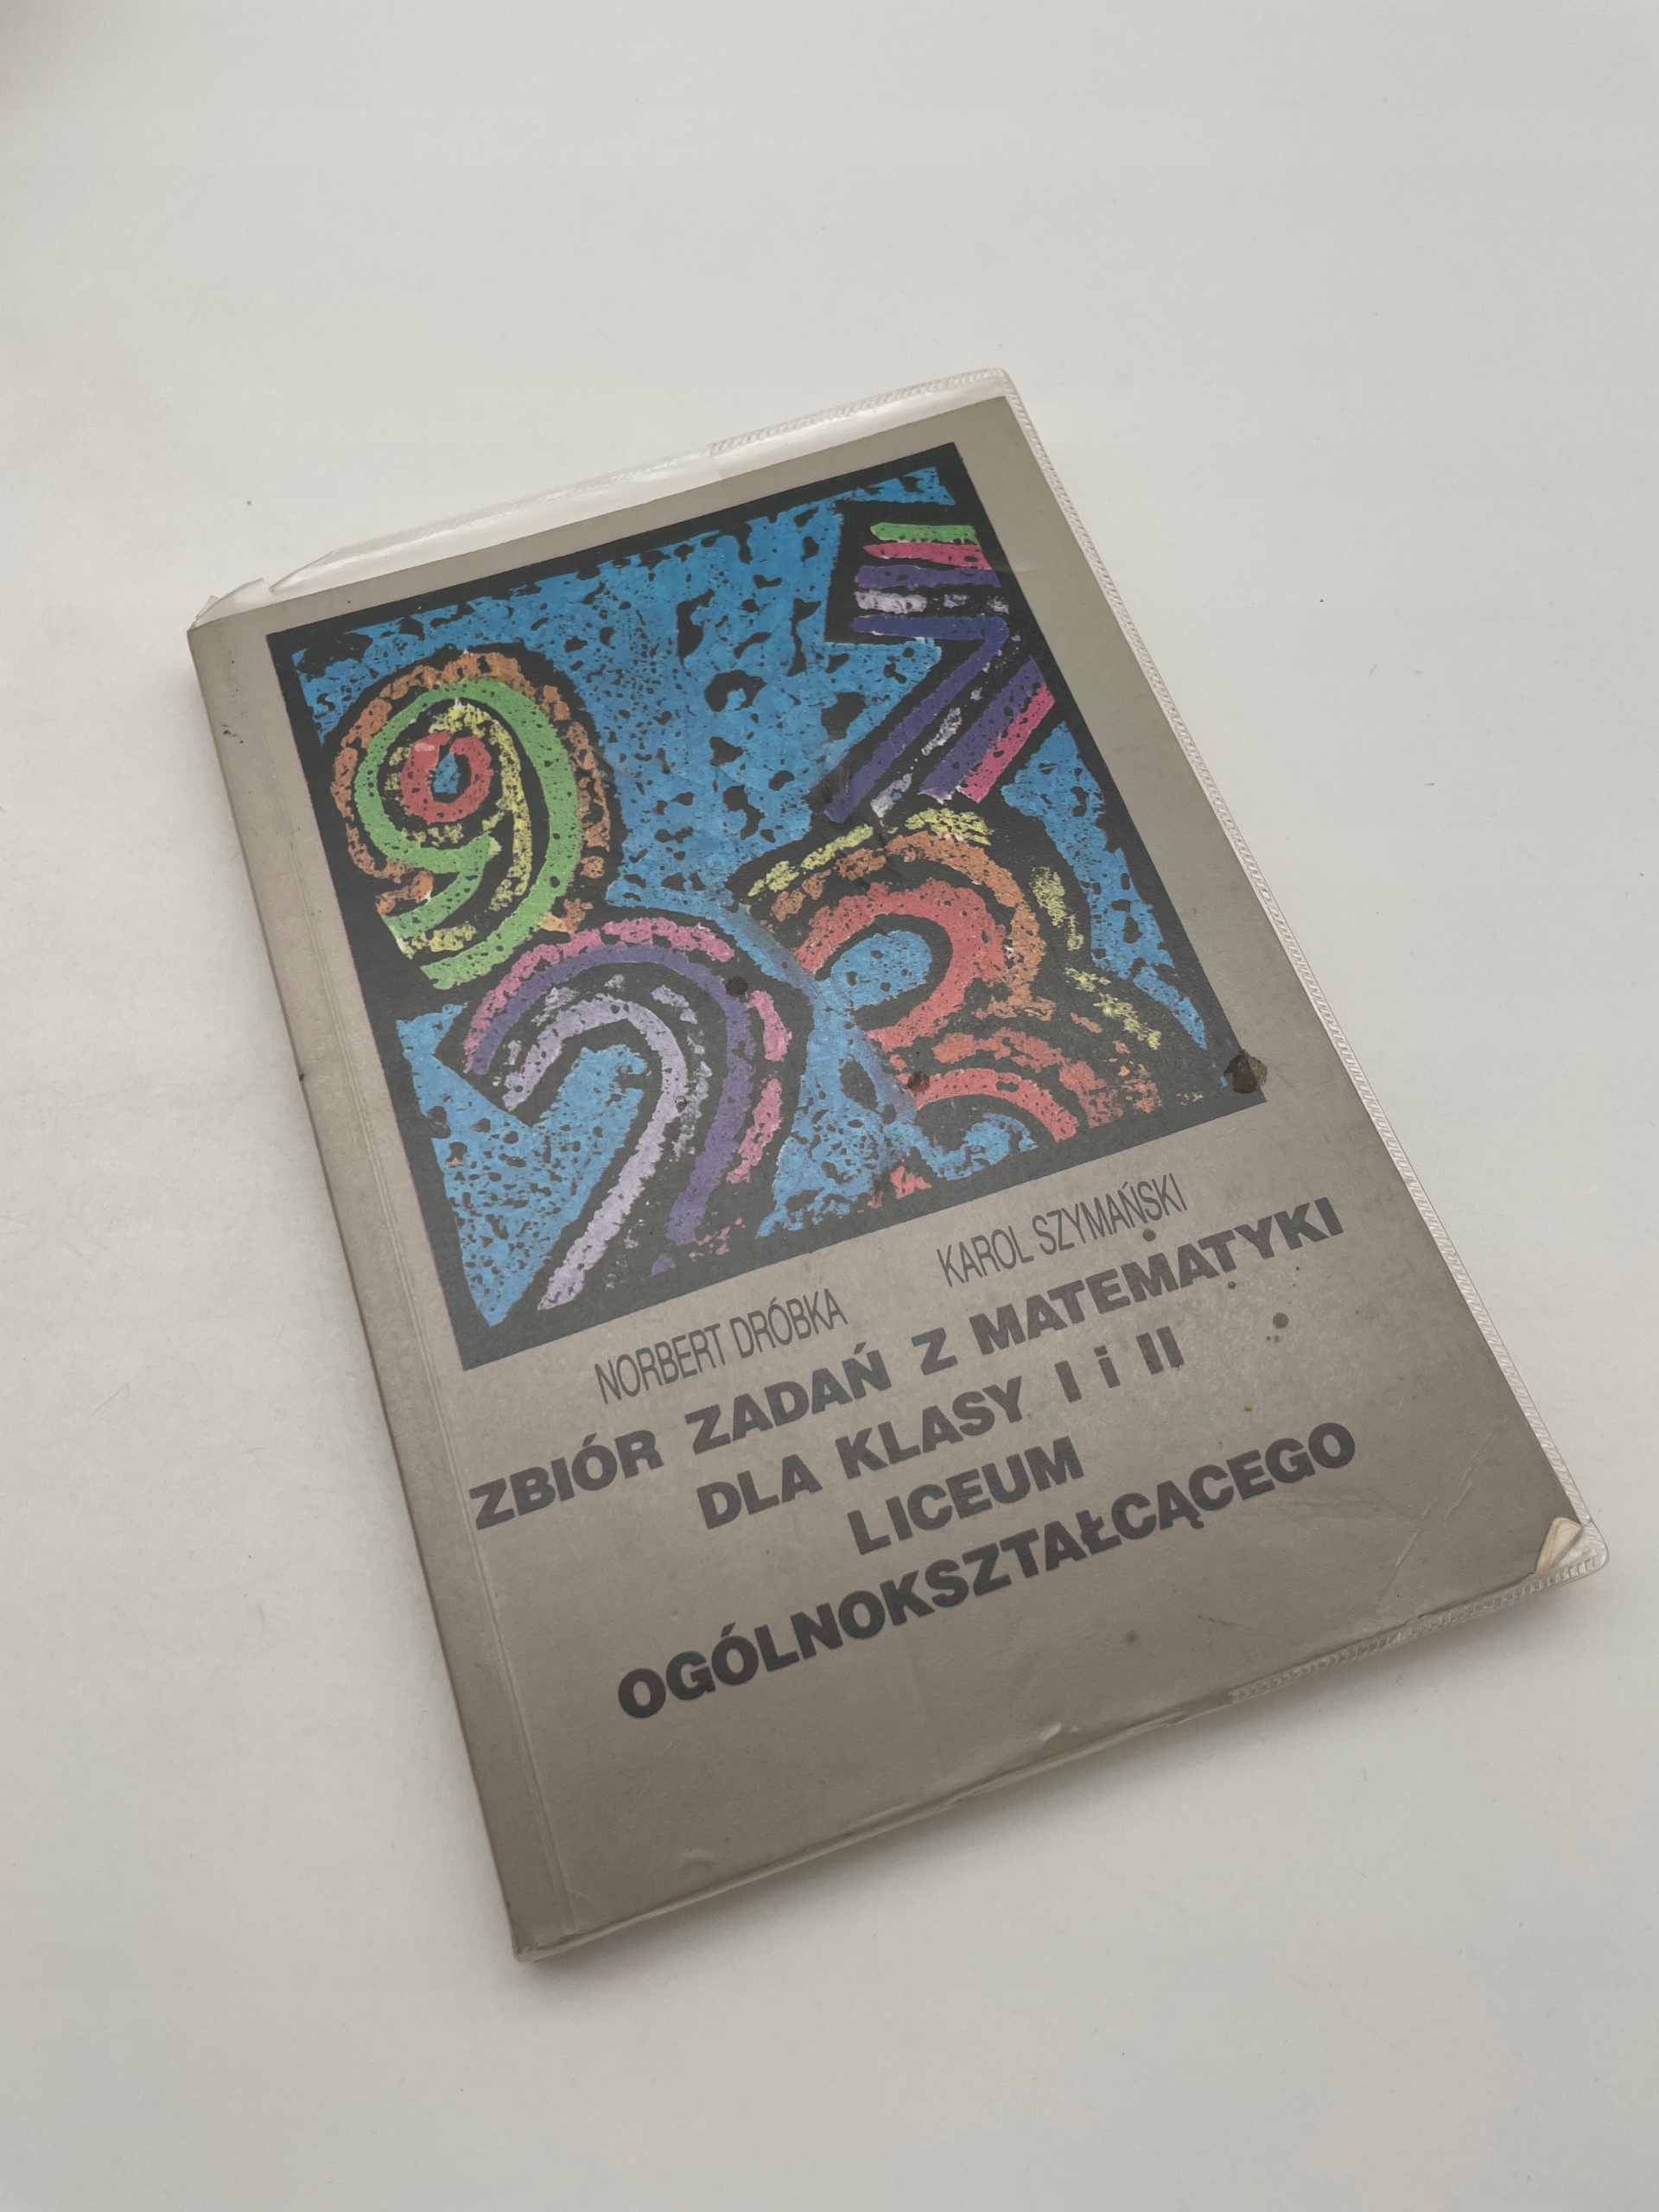 NORBERT DRÓBKA KAROL SZYMAŃSKI
ZBIÓR ZADAŃ Z MATEMATYKI
DLA KLASY I i II
LICEUM
OGÓLNOKSZTAŁCĄCEGO